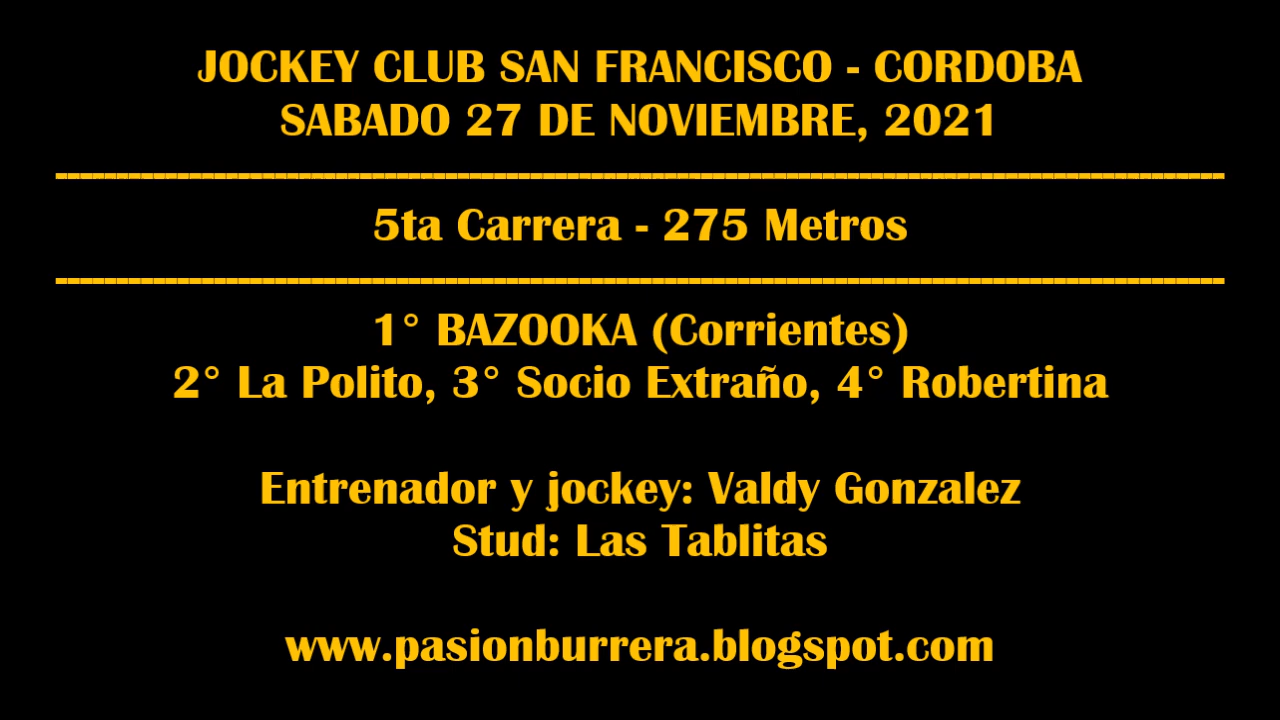 JOCKEY CLUB SAN FRANCISCO - CORDOBA
SABADO 27 DE NOVIEMBRE, 2021
5ta Carrera - 275 Metros
1° BAZOOKA (Corrientes)
2° La Polito, 3° Socio Extraño, 4° Robertina
Entrenador y jockey: Valdy Gonzalez
Stud: Las Tablitas
www.pasionburrera.blogspot.com